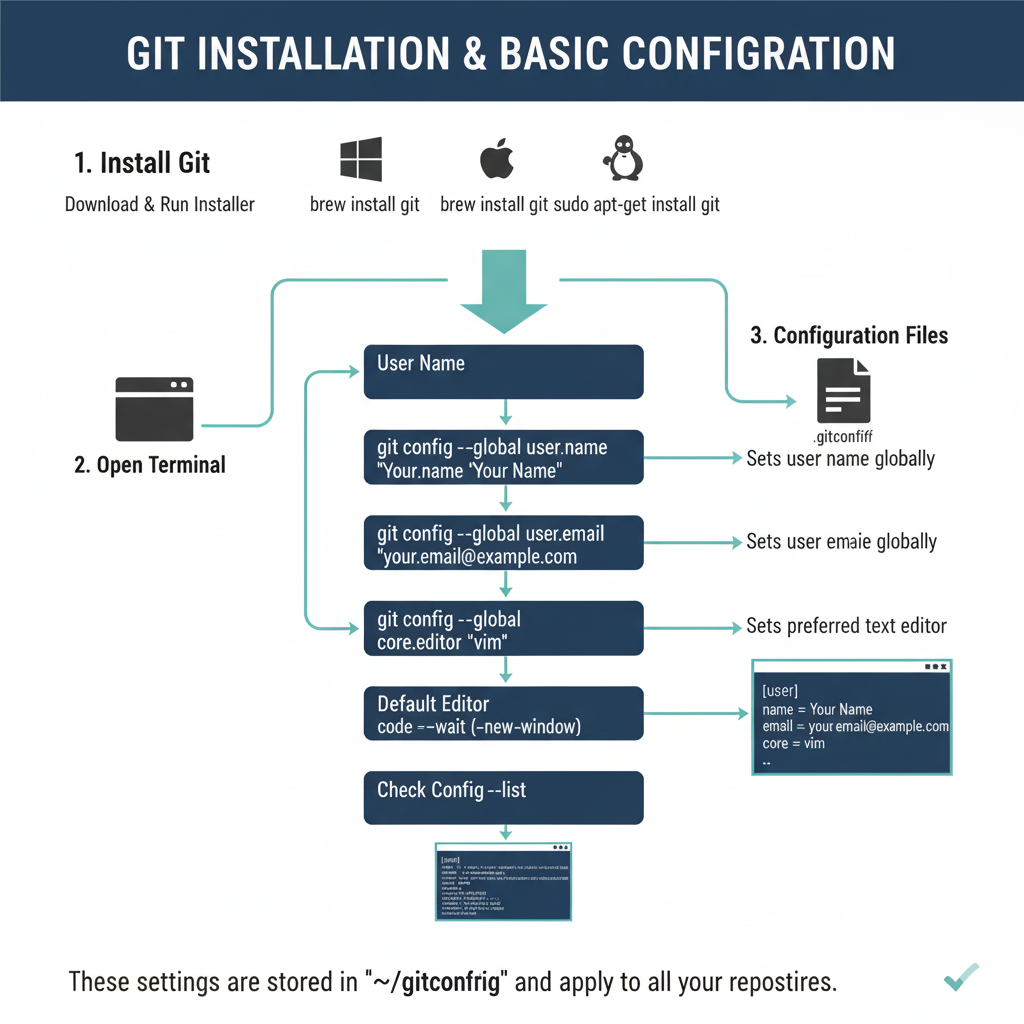 GIT INSTALLATION & BASIC CONFIGRATION
1. Install Git
Download & Run Installer
brew install git
brew install git
sudo apt-get install git
2. Open Terminal
3. Configuration Files
User Name
git config --global user.name
"Your.name 'Your Name"
Sets user name globally
git config --global user.email
"your.email@example.com
Sets user emaie globally
git config --global
core.editor "vim"
Sets preferred text editor
Default Editor
code --wait (-new-window)
[user]
name = Your Name
email = your email@example.com
core = vim
..
Check Config --list
These settings are stored in "~/gitconfrig" and apply to all your repostires.